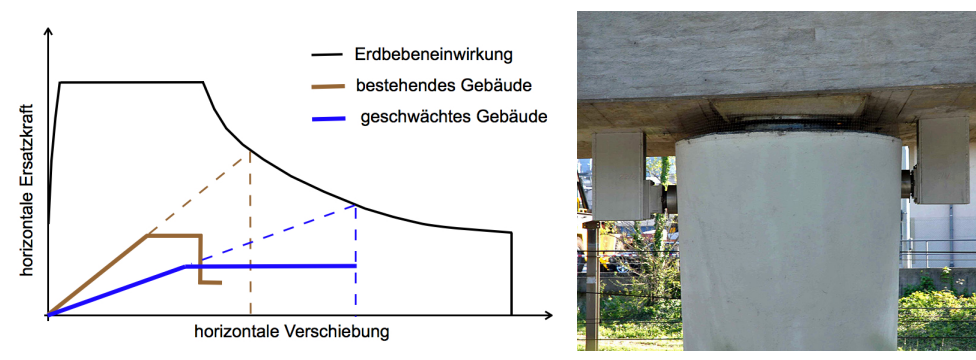 Erdbebeneinwirkung
bestehendes Gebäude
geschwächtes Gebäude
horizontale Ersatzkraft
horizontale Verschiebung